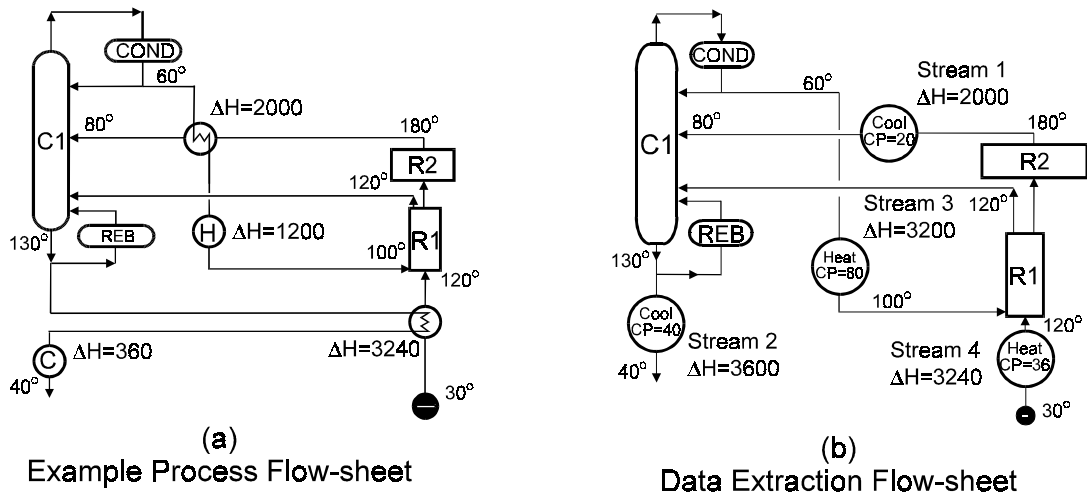 COND
60°
ΔH=2000
80°
180°
C1
R2
120°
REB
H
ΔH=1200
100°
R1
130°
120°
ΔH=3240
C
ΔH=360
40°
30°
(a)
Example Process Flow-sheet
COND
60°
Stream 1
ΔH=2000
80°
Cool
CP=20
180°
C1
R2
Stream 3
ΔH=3200
120°
REB
130°
Heat
CP=80
R1
100°
Cool
CP=40
120°
Stream 2
ΔH=3600
40°
Stream 4
ΔH=3240
Heat
CP=36
30°
(b)
Data Extraction Flow-sheet